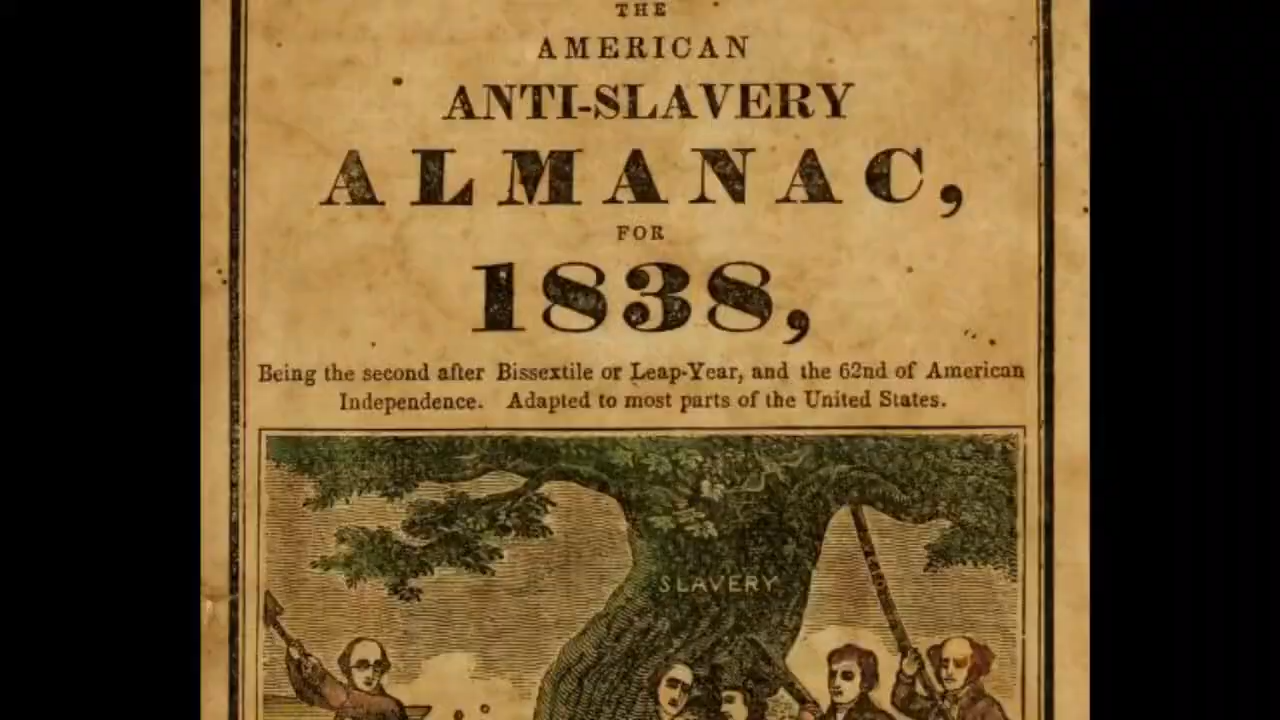 THE
AMERICAN
ANTI-SLAVERY
ALMANAC,
FOR
1838,
Being the second after Bissextile or Leap-Year, and the 62nd of American
Independence. Adapted to most parts of the United States.
SLAVERY